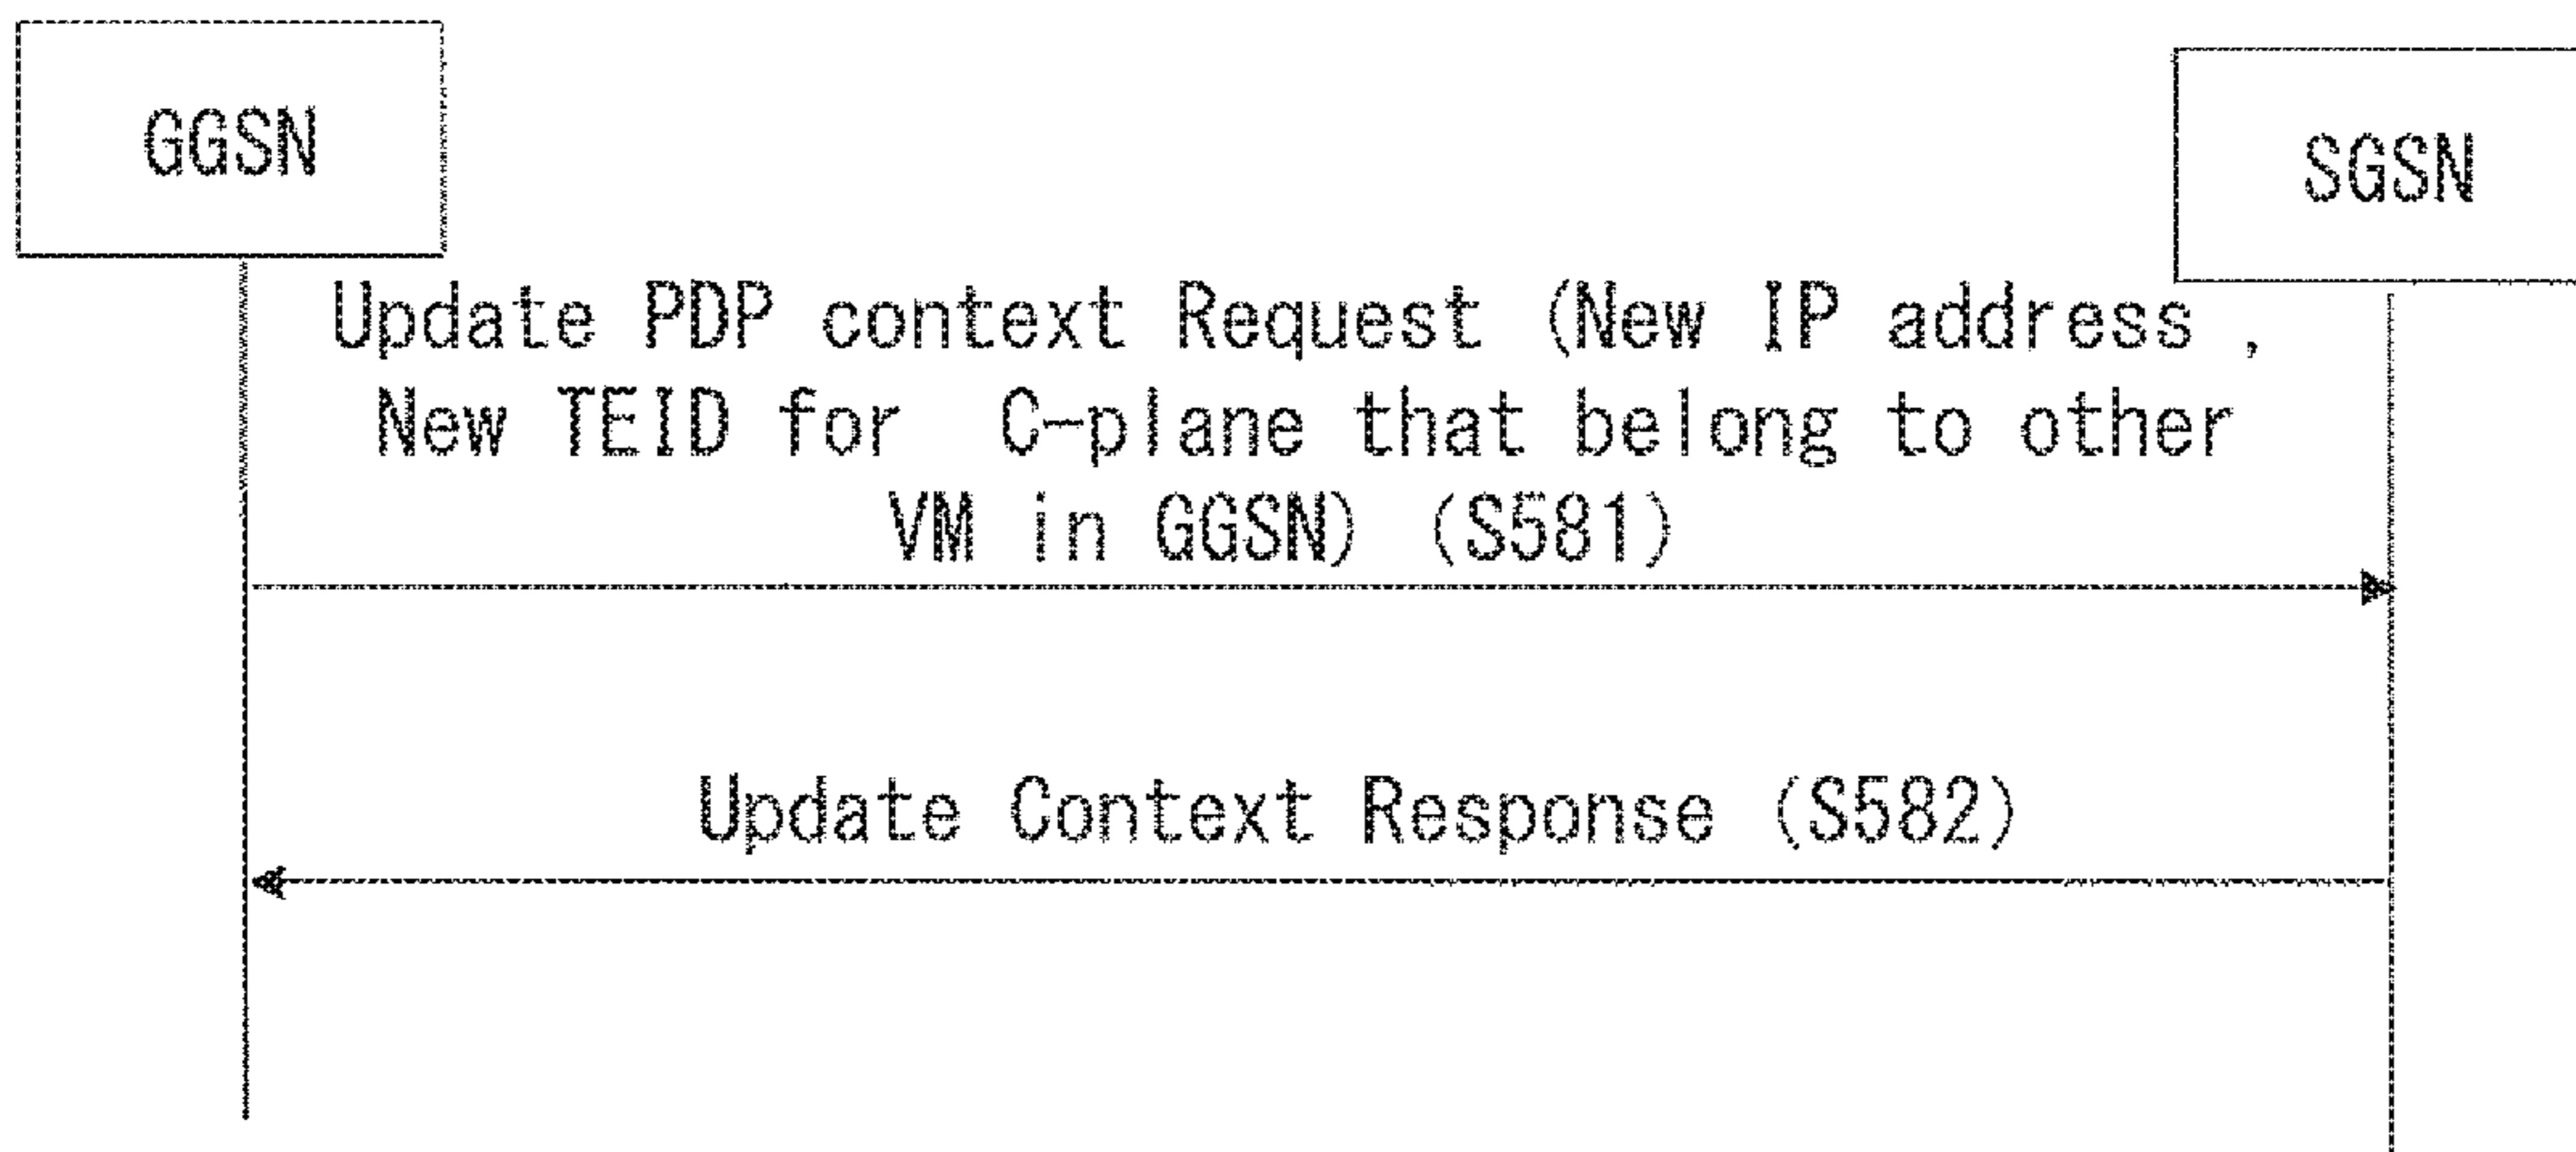 GGSN
SGSN
Update PDP context Request (New IP address ,
New TEID for C-plane that belong to other
VM in GGSN) (S581)
Update Context Response (S582)